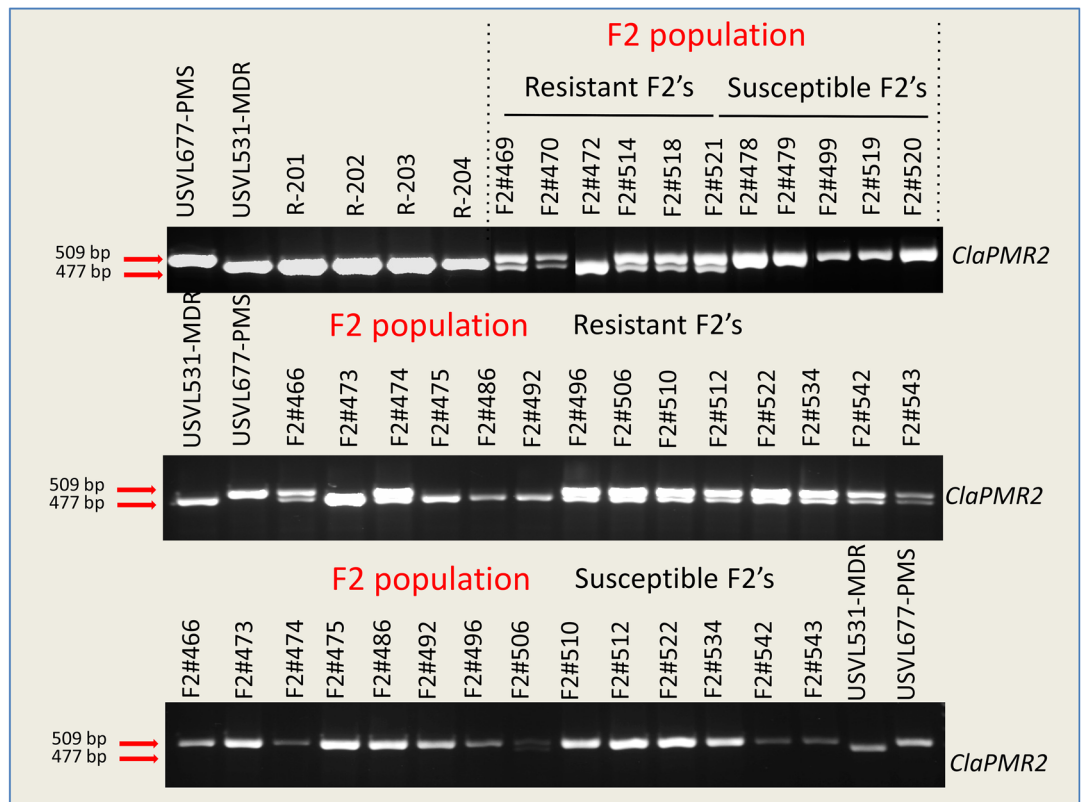 F2 population
Resistant F2's Susceptible F2's
USVL677-PMS
USVL531-MDR
R-201
R-202
R-203
R-204
F2#469
F2#470
F2#472
F2#514
F2#518
F2#521
F2#478
F2#479
F2#499
F2#519
F2#520
509 bp
477 bp
ClaPMR2
F2 population Resistant F2's
USVL531-MDR
USVL677-PMS
F2#466
F2#473
F2#474
F2#475
F2#486
F2#492
F2#496
F2#506
F2#510
F2#512
F2#522
F2#534
F2#542
F2#543
509 bp
477 bp
ClaPMR2
F2 population Susceptible F2's
F2#466
F2#473
F2#474
F2#475
F2#486
F2#492
F2#496
F2#506
F2#510
F2#512
F2#522
F2#534
F2#542
F2#543
USVL531-MDR
USVL677-PMS
509 bp
477 bp
ClaPMR2